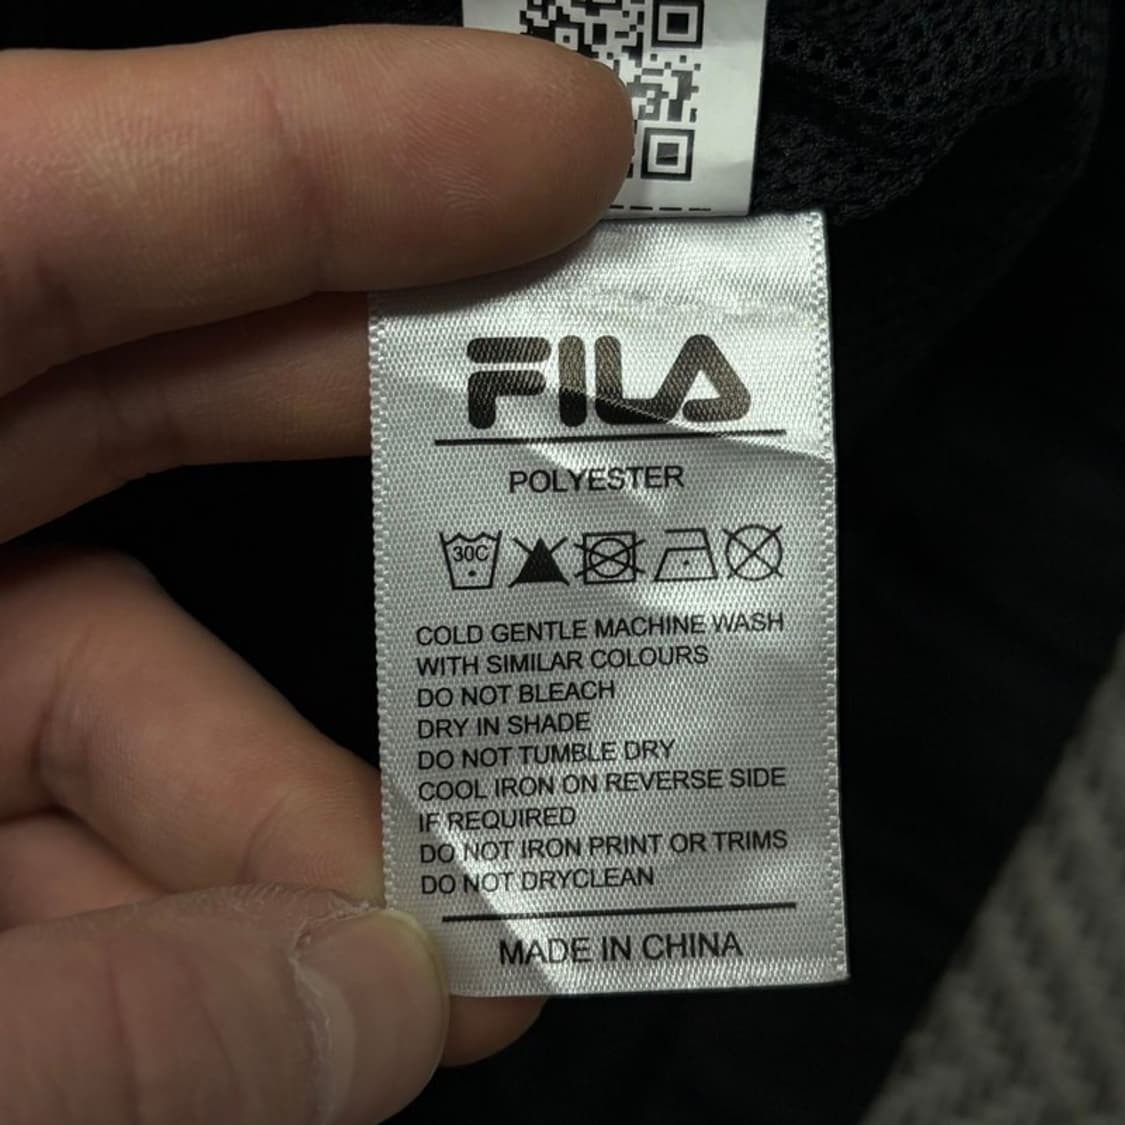 FILA
POLYESTER
30C
COLD GENTLE MACHINE WASH
WITH SIMILAR COLOURS
DO NOT BLEACH
DRY IN SHADE
DO NOT TUMBLE DRY
COOL IRON ON REVERSE SIDE
IF REQUIRED
DO NOT IRON PRINT OR TRIMS
DO NOT DRYCLEAN
MADE IN CHINA